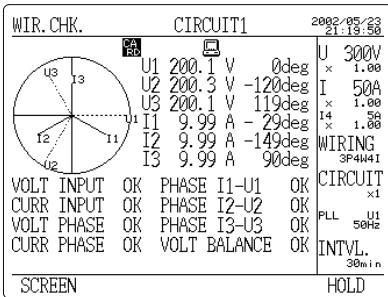 WIR.CHK. CIRCUIT1 2002/05/23
21:19:50
CA
RD
U1 200.1 V 0deg
U2 200.3 V -120deg
U3 200.1 V 119deg
I1 9.99 A - 29deg
I2 9.99 A -149deg
I3 9.99 A 90deg
U3
I3
U1
I2
I1
U2
VOLT INPUT OK PHASE I1-U1 OK
CURR INPUT OK PHASE I2-U2 OK
VOLT PHASE OK PHASE I3-U3 OK
CURR PHASE OK VOLT BALANCE OK
U 300V
× 1.00
I 50A
× 1.00
I4 5A
× 1.00
WIRING
3P4W4I
CIRCUIT
×1
PLL U1
50Hz
INTVL.
30min
SCREEN HOLD